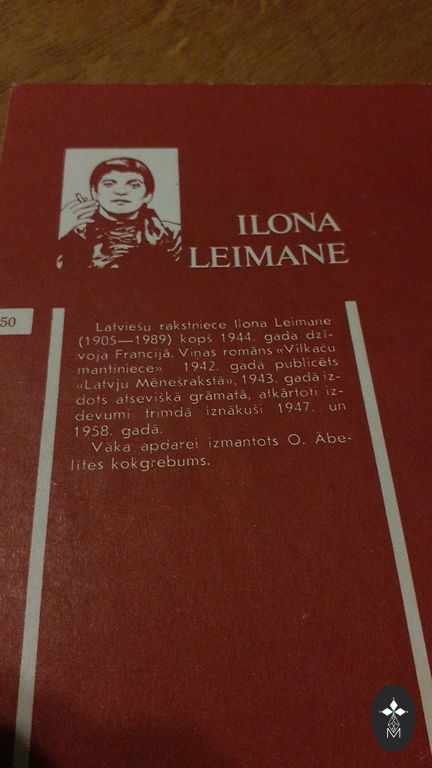 ILONA
LEIMANE
50
Latviešu rakstniece Ilona Leimane
(1905—1989) kopš 1944. gada dzī-
voja Francijā. Viņas romāns «Vilkaču
mantiniece» 1942. gadā publicēts
«Latvju Mēnešrakstā», 1943. gadā iz-
dots atsevišķā grāmatā, atkārtoti iz-
devumi trimdā iznākuši 1947. un
1958. gadā.
Vāka apdarei izmantots O. Ābe-
lītes kokgrebums.
M